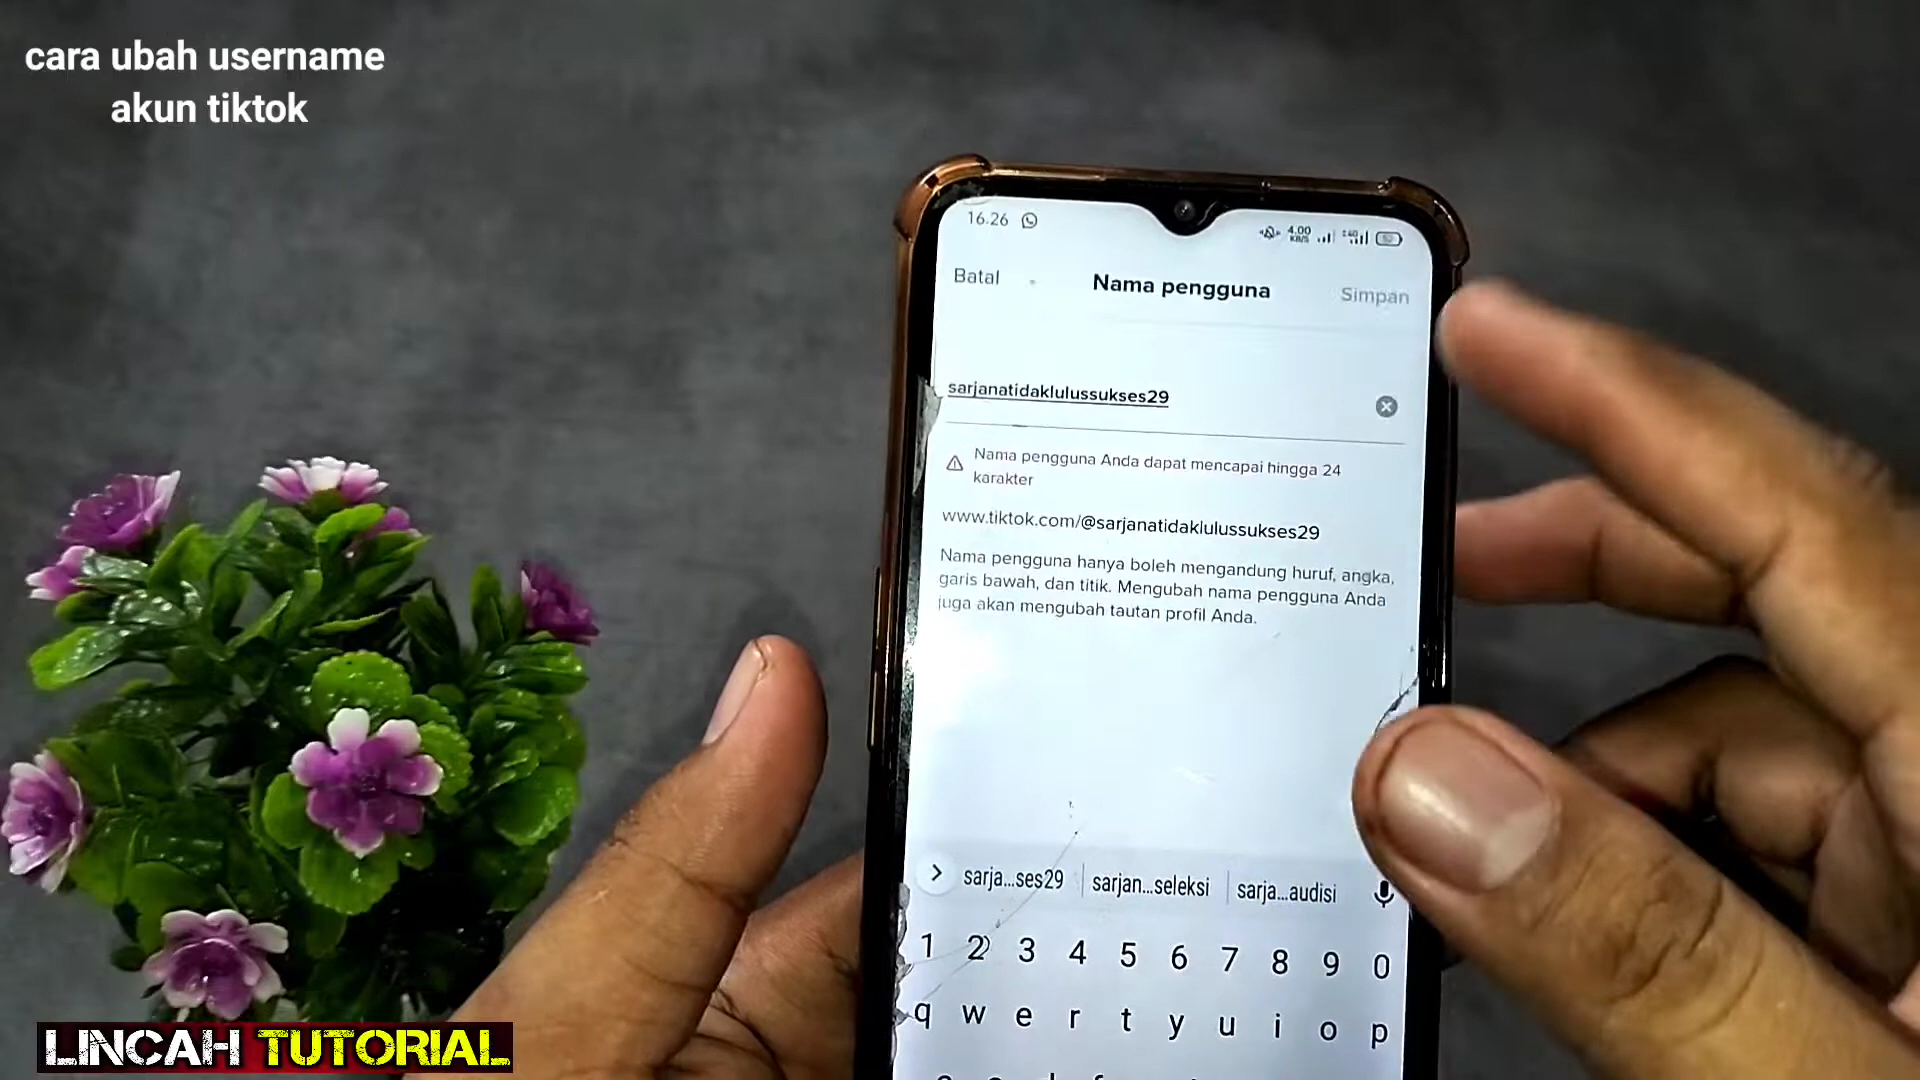 cara ubah username
akun tiktok
16.26
4.00
KB/S
Batal
Nama pengguna
Simpan
sarjanatidaklulussukses29
Nama pengguna Anda dapat mencapai hingga 24
karakter
www.tiktok.com/@sarjanatidaklulussukses29
Nama pengguna hanya boleh mengandung huruf, angka,
garis bawah, dan titik. Mengubah nama pengguna Anda
juga akan mengubah tautan profil Anda.
sarja...ses29
sarjan...seleksi
sarja...audisi
1 2 3 4 5 6 7 8 9 0
q w e r t y u i o p
LINCAH TUTORIAL